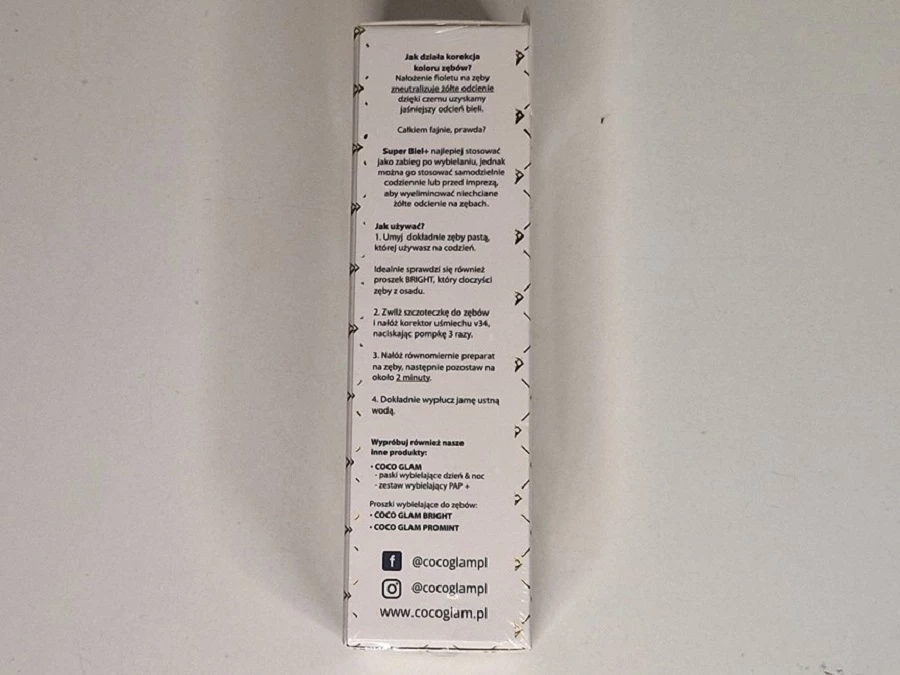 Jak działa korekcja
koloru zębów?
Nałożenie fioletu na zęby
zneutralizuje żółte odcienie
dzięki czemu uzyskamy
jaśniejszy odcień bieli.
Całkiem fajnie, prawda?
Super Biel+ najlepiej stosować
jako zabieg po wybielaniu, jednak
można go stosować samodzielnie
codziennie lub przed imprezą,
aby wyeliminować niechciane
żółte odcienie na zębach.
Jak używać?
1. Umyj dokładnie zęby pastą,
której używasz na codzień.
Idealnie sprawdzi się również
proszek BRIGHT, który doczyści
zęby z osadu.
2. Zwilż szczoteczkę do zębów
i nałóż korektor uśmiechu v34,
naciskając pompkę 3 razy.
3. Nałóż równomiernie preparat
na zęby, następnie pozostaw na
około 2 minuty.
4. Dokładnie wypłucz jamę ustną
wodą.
Wypróbuj również nasze
inne produkty:
• COCO GLAM
- paski wybielające dzień & noc
- zestaw wybielający PAP +
Proszki wybielające do zębów:
• COCO GLAM BRIGHT
• COCO GLAM PROMINT
@cocoglampl
@cocoglampl
www.cocoglam.pl